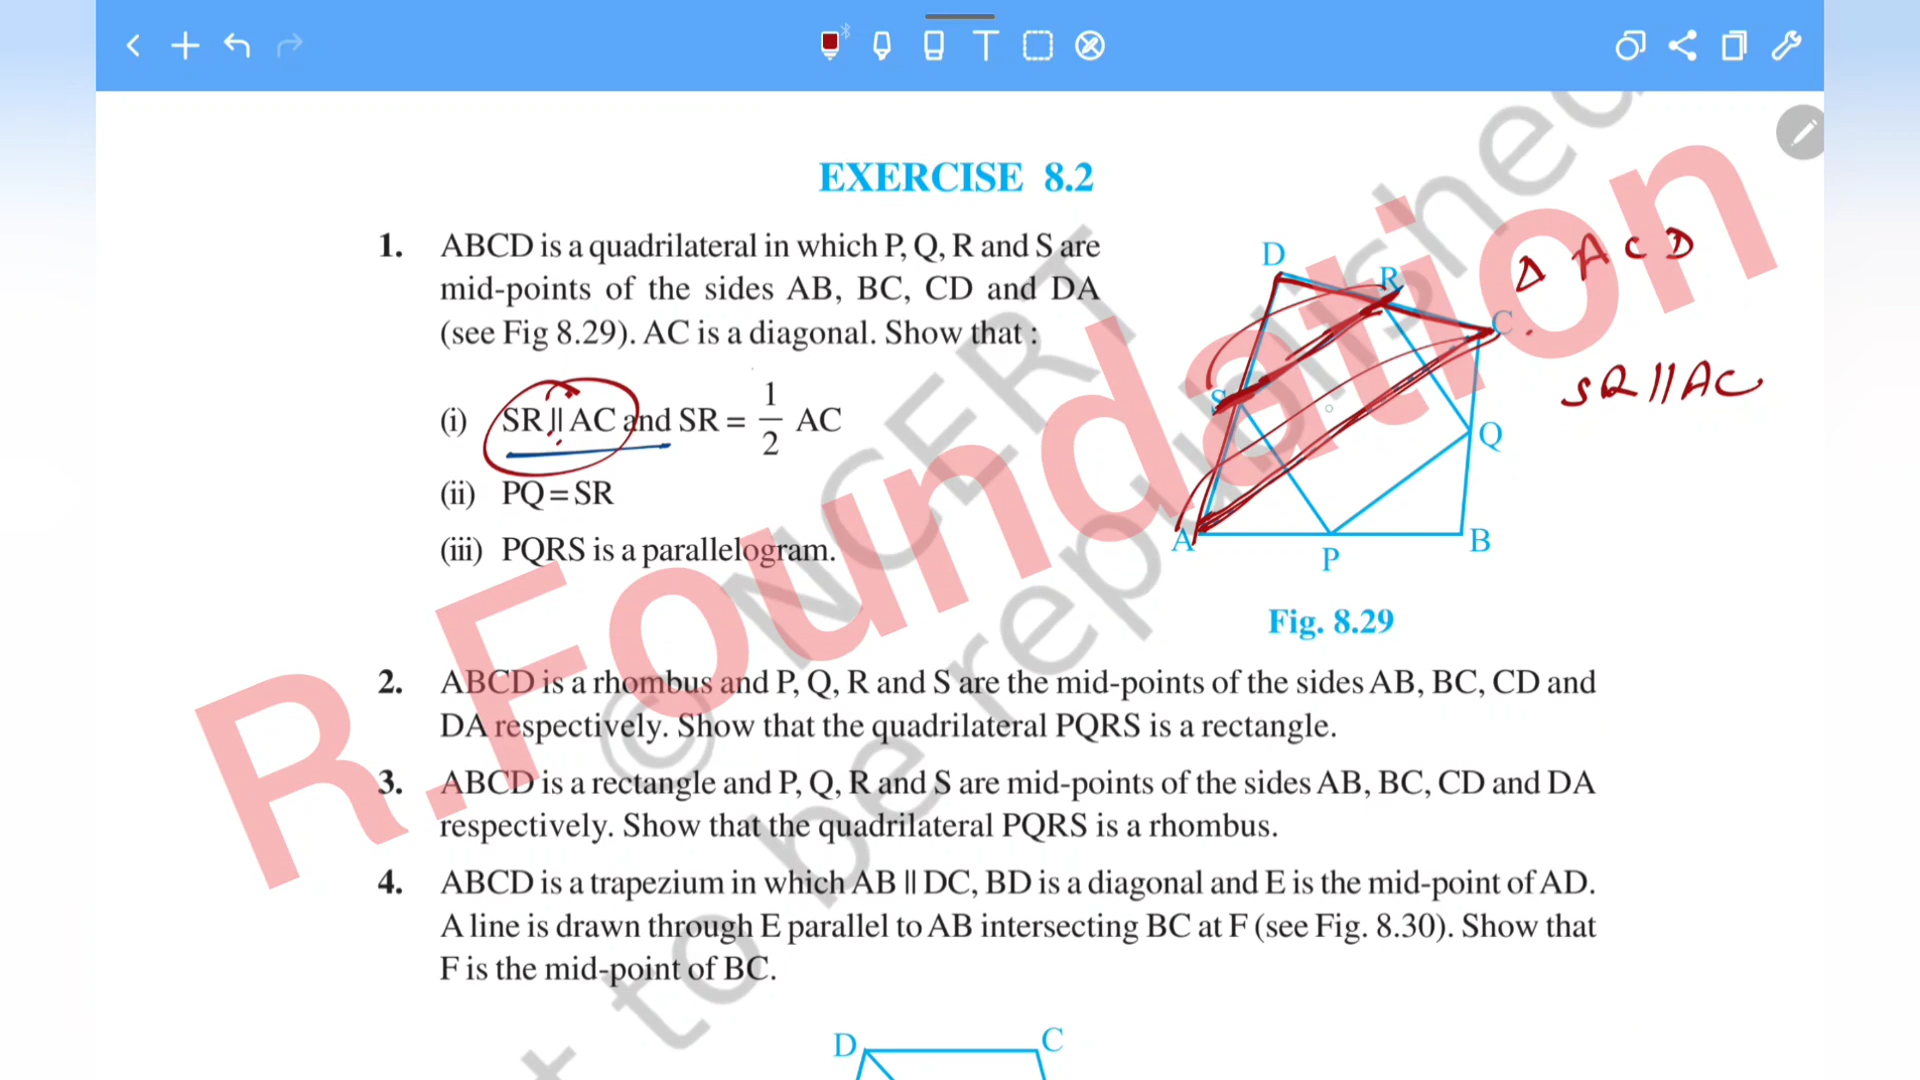 EXERCISE 8.2
1. ABCD is a quadrilateral in which P, Q, R and S are
mid-points of the sides AB, BC, CD and DA
(see Fig 8.29). AC is a diagonal. Show that :
(i) SR || AC and SR = 1/2 AC
(ii) PQ = SR
(iii) PQRS is a parallelogram.
D
R
C
S
Q
A
P
B
Fig. 8.29
Δ ACD
SR || AC
2. ABCD is a rhombus and P, Q, R and S are the mid-points of the sides AB, BC, CD and
DA respectively. Show that the quadrilateral PQRS is a rectangle.
3. ABCD is a rectangle and P, Q, R and S are mid-points of the sides AB, BC, CD and DA
respectively. Show that the quadrilateral PQRS is a rhombus.
4. ABCD is a trapezium in which AB || DC, BD is a diagonal and E is the mid-point of AD.
A line is drawn through E parallel to AB intersecting BC at F (see Fig. 8.30). Show that
F is the mid-point of BC.
D
C
R.Foundation
© NCERT
to be republished